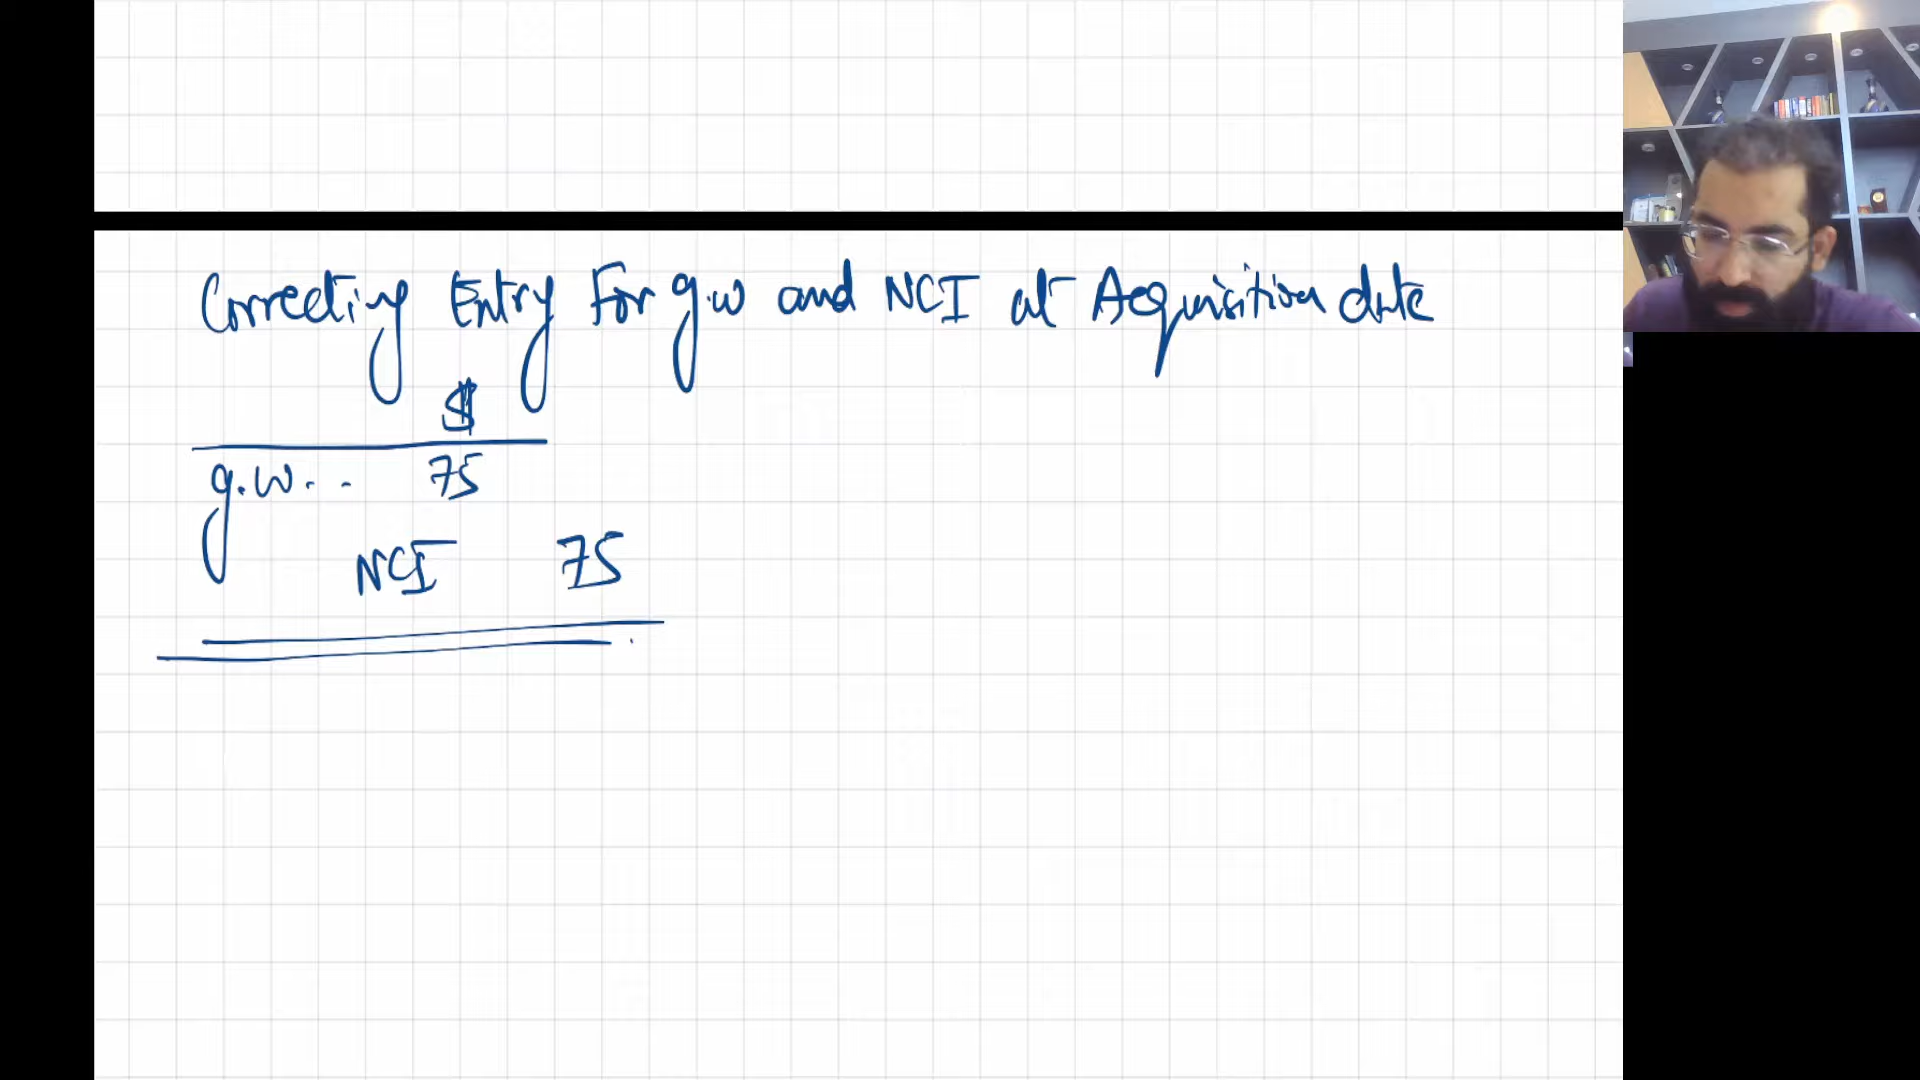 Correcting Entry For g.w and NCI at Acquisition date
$
g.w.. 75
NCI 75